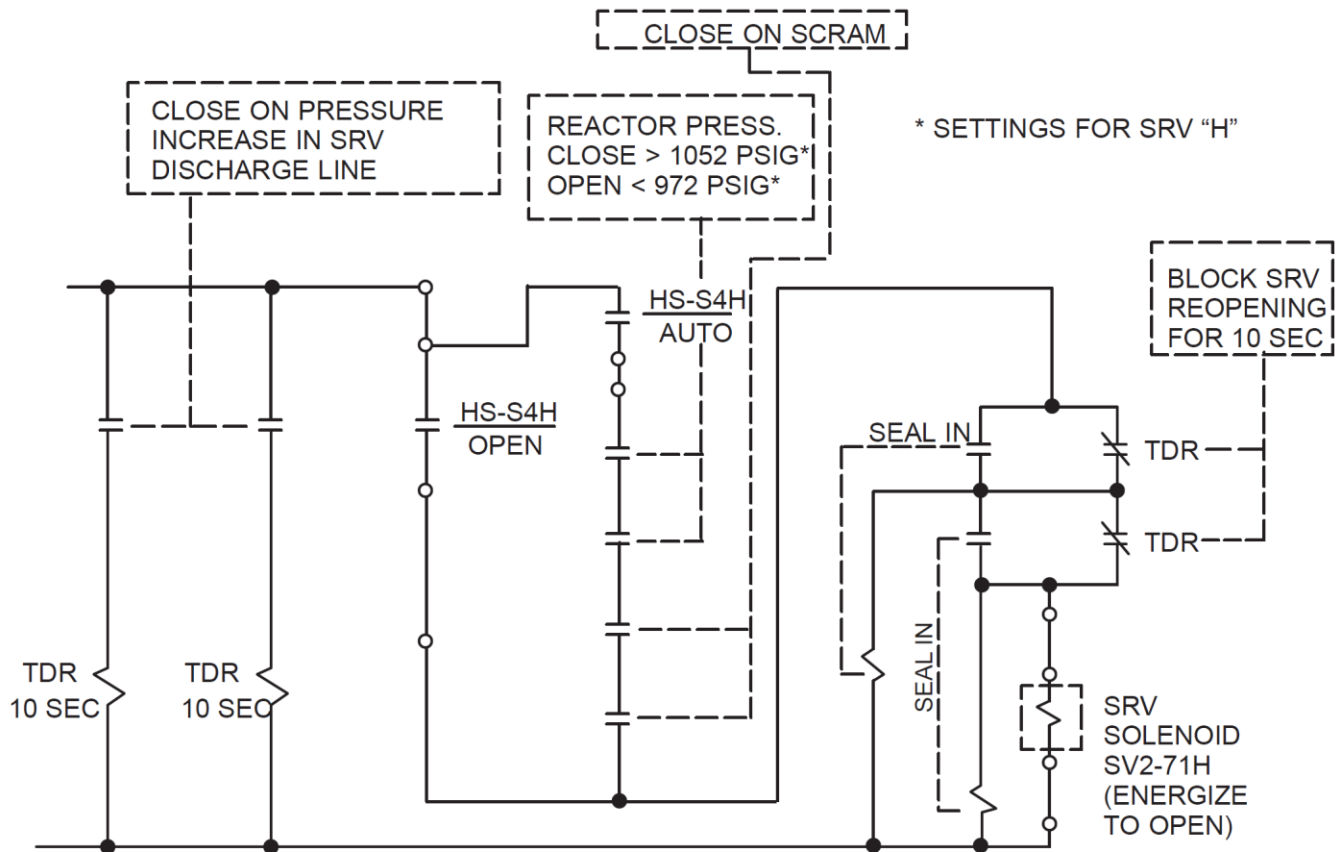 CLOSE ON SCRAM
CLOSE ON PRESSURE
INCREASE IN SRV
DISCHARGE LINE
REACTOR PRESS.
CLOSE > 1052 PSIG*
OPEN < 972 PSIG*
* SETTINGS FOR SRV “H”
BLOCK SRV
REOPENING
FOR 10 SEC
HS-S4H
AUTO
HS-S4H
OPEN
SEAL IN
TDR
TDR
SEAL IN
TDR
10 SEC
TDR
10 SEC
SRV
SOLENOID
SV2-71H
(ENERGIZE
TO OPEN)